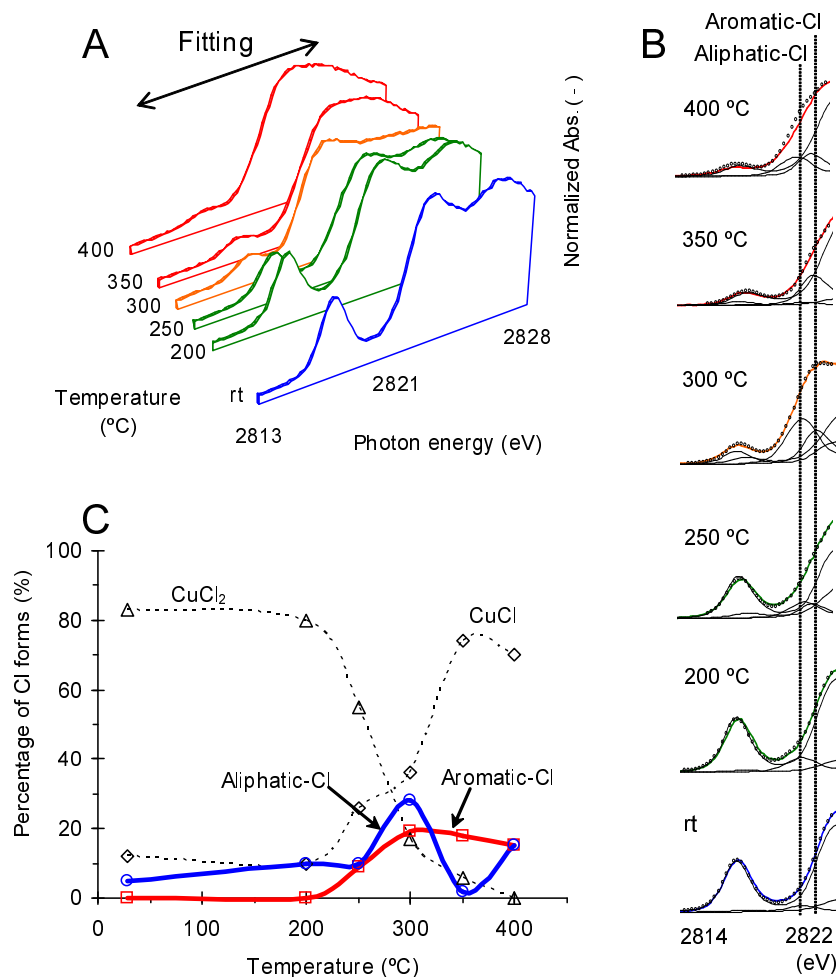 A
Fitting
Normalized Abs. ( - )
400
350
300
250
200
rt
Temperature
(ºC)
2813
2821
2828
Photon energy (eV)
B
Aromatic-Cl
Aliphatic-Cl
400 ºC
350 ºC
300 ºC
250 ºC
200 ºC
rt
2814
2822
(eV)
C
Percentage of Cl forms (%)
100
80
60
40
20
0
CuCl₂
CuCl
Aliphatic-Cl
Aromatic-Cl
0
100
200
300
400
Temperature (ºC)